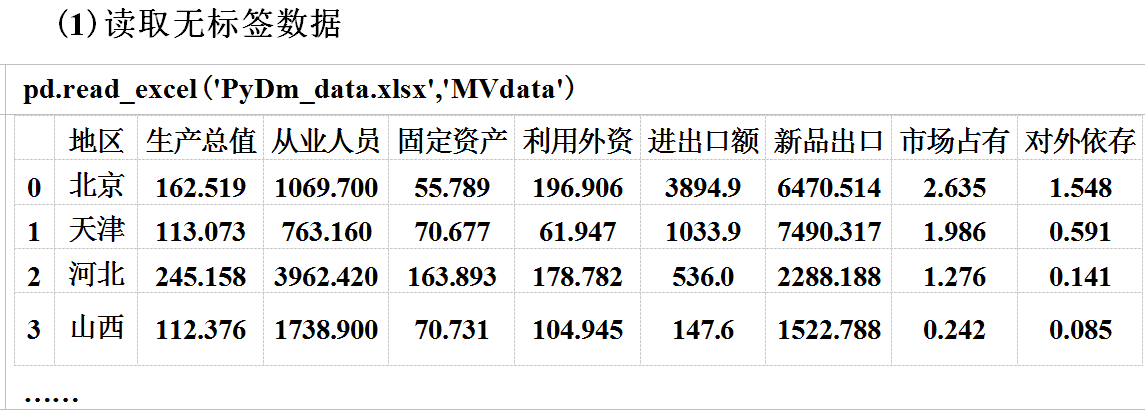 (1)读取无标签数据
pd.read_excel('PyDm_data.xlsx','MVdata')
地区 生产总值 从业人员 固定资产 利用外资 进出口额 新品出口 市场占有 对外依存
0 北京 162.519 1069.700 55.789 196.906 3894.9 6470.514 2.635 1.548
1 天津 113.073 763.160 70.677 61.947 1033.9 7490.317 1.986 0.591
2 河北 245.158 3962.420 163.893 178.782 536.0 2288.188 1.276 0.141
3 山西 112.376 1738.900 70.731 104.945 147.6 1522.788 0.242 0.085
……